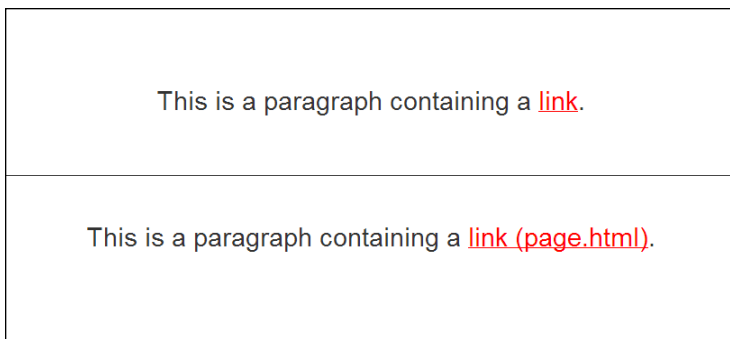 This is a paragraph containing a link.
This is a paragraph containing a link (page.html).